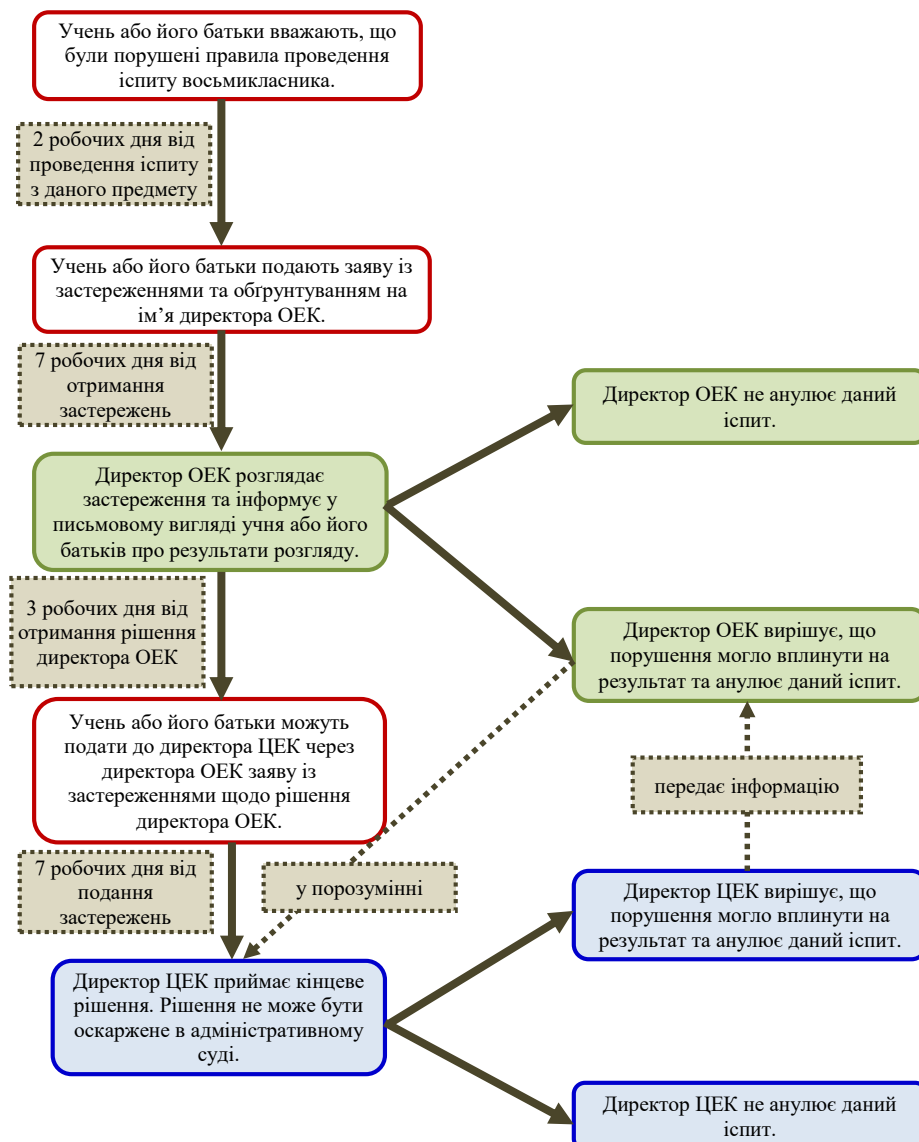 Учень або його батьки вважають, що
були порушені правила проведення
іспиту восьмикласника.
2 робочих дня від
проведення іспиту
з даного предмету
Учень або його батьки подають заяву із
застереженнями та обґрунтуванням на
ім’я директора ОЕК.
7 робочих дня від
отримання
застережень
Директор ОЕК не анулює даний
іспит.
Директор ОЕК розглядає
застереження та інформує у
письмовому вигляді учня або його
батьків про результати розгляду.
3 робочих дня від
отримання рішення
директора ОЕК
Директор ОЕК вирішує, що
порушення могло вплинути на
результат та анулює даний іспит.
Учень або його батьки можуть
подати до директора ЦЕК через
директора ОЕК заяву із
застереженнями щодо рішення
директора ОЕК.
передає інформацію
7 робочих дня від
подання
застережень
у порозумінні
Директор ЦЕК вирішує, що
порушення могло вплинути на
результат та анулює даний іспит.
Директор ЦЕК приймає кінцеве
рішення. Рішення не може бути
оскаржене в адміністративному
суді.
Директор ЦЕК не анулює даний
іспит.